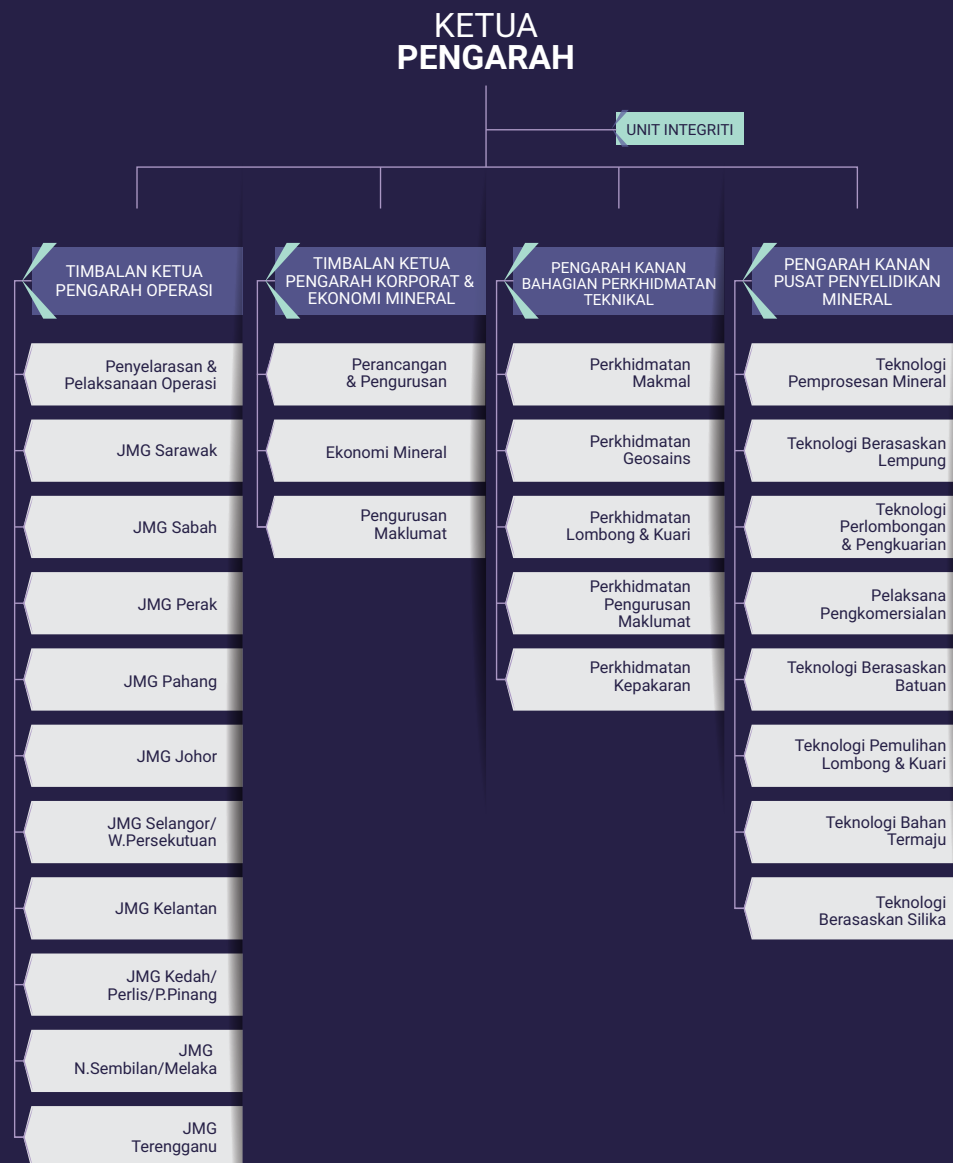 KETUA
PENGARAH
UNIT INTEGRITI
TIMBALAN KETUA
PENGARAH OPERASI
Penyelarasan &
Pelaksanaan Operasi
JMG Sarawak
JMG Sabah
JMG Perak
JMG Pahang
JMG Johor
JMG Selangor/
W.Persekutuan
JMG Kelantan
JMG Kedah/
Perlis/P.Pinang
JMG
N.Sembilan/Melaka
JMG
Terengganu
TIMBALAN KETUA
PENGARAH KORPORAT &
EKONOMI MINERAL
Perancangan
& Pengurusan
Ekonomi Mineral
Pengurusan
Maklumat
PENGARAH KANAN
BAHAGIAN PERKHIDMATAN
TEKNIKAL
Perkhidmatan
Makmal
Perkhidmatan
Geosains
Perkhidmatan
Lombong & Kuari
Perkhidmatan
Pengurusan
Maklumat
Perkhidmatan
Kepakaran
PENGARAH KANAN
PUSAT PENYELIDIKAN
MINERAL
Teknologi
Pemprosesan Mineral
Teknologi Berasaskan
Lempung
Teknologi
Perlombongan
& Pengkuarian
Pelaksana
Pengkomersialan
Teknologi Berasaskan
Batuan
Teknologi Pemulihan
Lombong & Kuari
Teknologi Bahan
Termaju
Teknologi
Berasaskan Silika